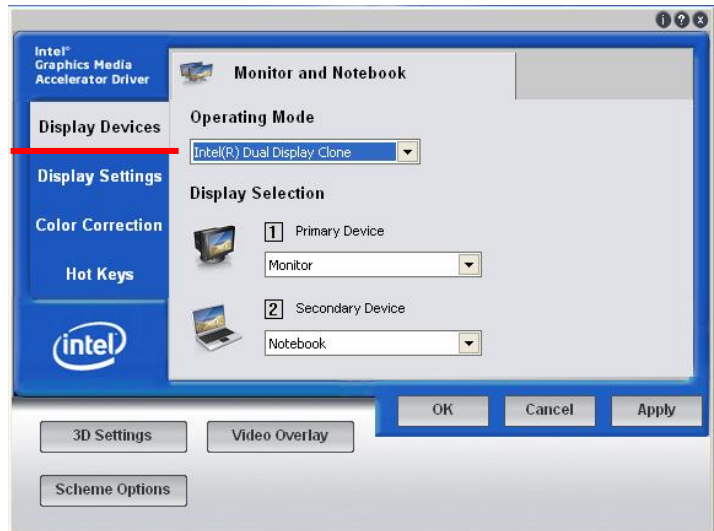 Intel®
Graphics Media
Accelerator Driver
Monitor and Notebook
Display Devices
Display Settings
Color Correction
Hot Keys
intel
Operating Mode
Intel(R) Dual Display Clone
Display Selection
1 Primary Device
Monitor
2 Secondary Device
Notebook
OK Cancel Apply
3D Settings Video Overlay
Scheme Options